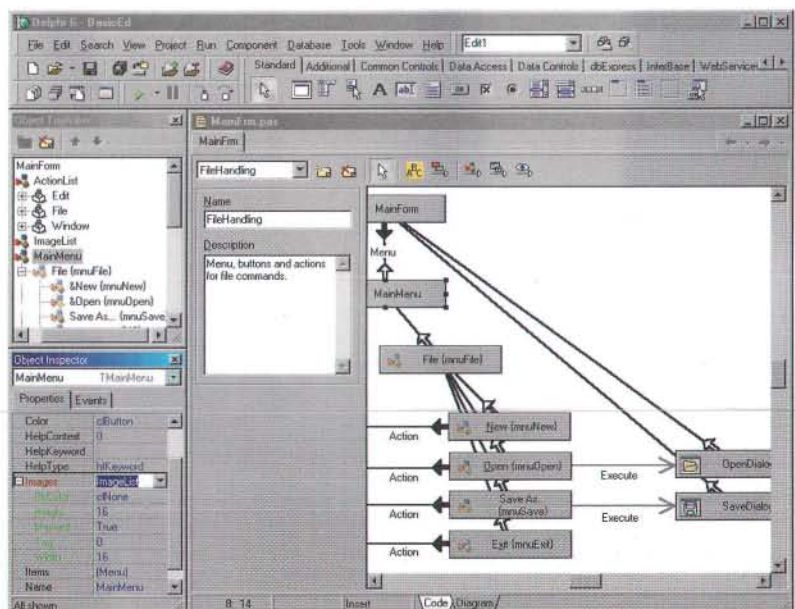 Delphi 6 - BasicEd
File Edit Search View Project Run Component Database Tools Window Help
Edit1
Standard Additional Common Controls Data Access Data Controls dbExpress InterBase WebServices
Object TreeView
MainForm
ActionList
Edit
File
Window
ImageList
MainMenu
File (mnuFile)
&New (mnuNew)
&Open (mnuOpen)
Save As... (mnuSave
Object Inspector
MainMenu TMainMenu
Properties Events
Color clButton
HelpContext 0
HelpKeyword
HelpType htKeyword
Images ImageList
BkColor clNone
Height 16
Masked True
Tag 0
Width 16
Items (Menu)
Name MainMenu
All shown
MainFrm.pas
MainFrm
FileHandling
Name
FileHandling
Description
Menu, buttons and actions
for file commands.
MainForm
Menu
MainMenu
File (mnuFile)
Action
New (mnuNew)
Action
Open (mnuOpen)
Execute
OpenDialog
Action
Save As...
(mnuSave)
Execute
SaveDialog
Action
Exit (mnuExit)
8: 14
Insert
Code Diagram